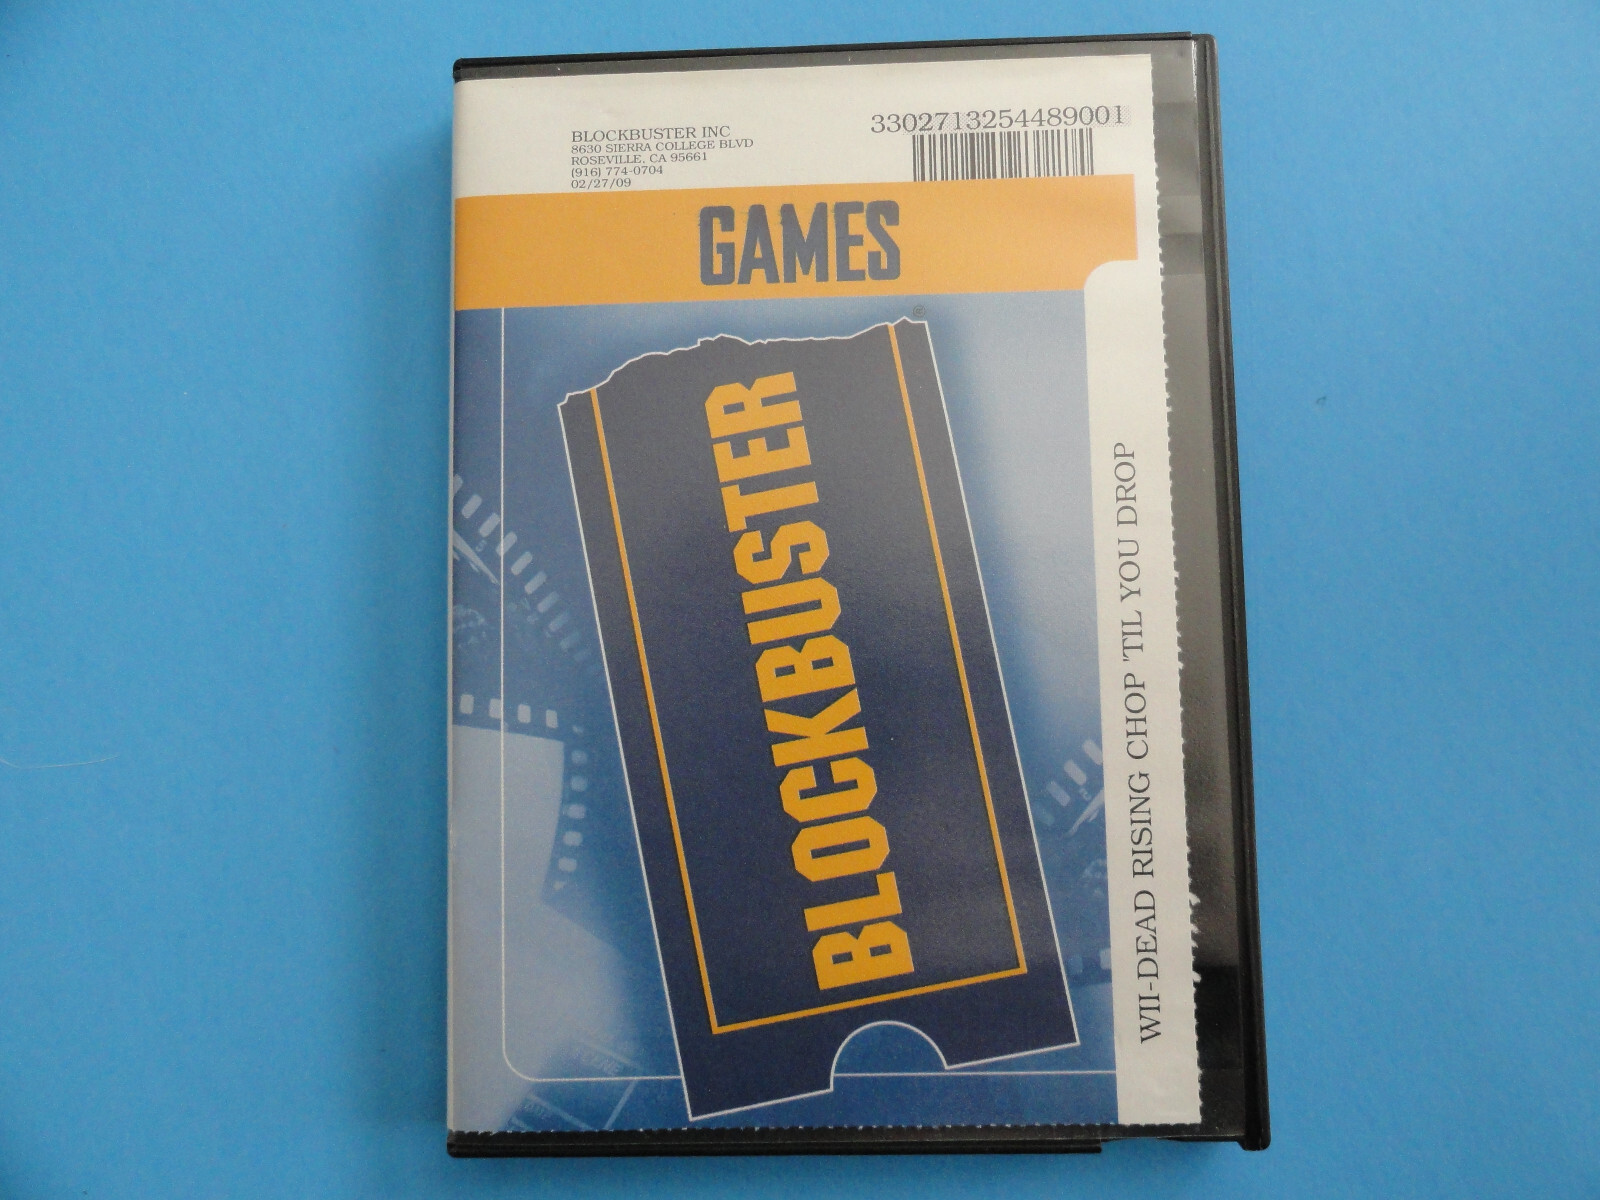 BLOCKBUSTER INC
8630 SIERRA COLLEGE BLVD
ROSEVILLE, CA 95661
(916) 774-0704
02/27/09
33027132544489001
GAMES
®
BLOCKBUSTER
WII-DEAD RISING CHOP 'TIL YOU DROP